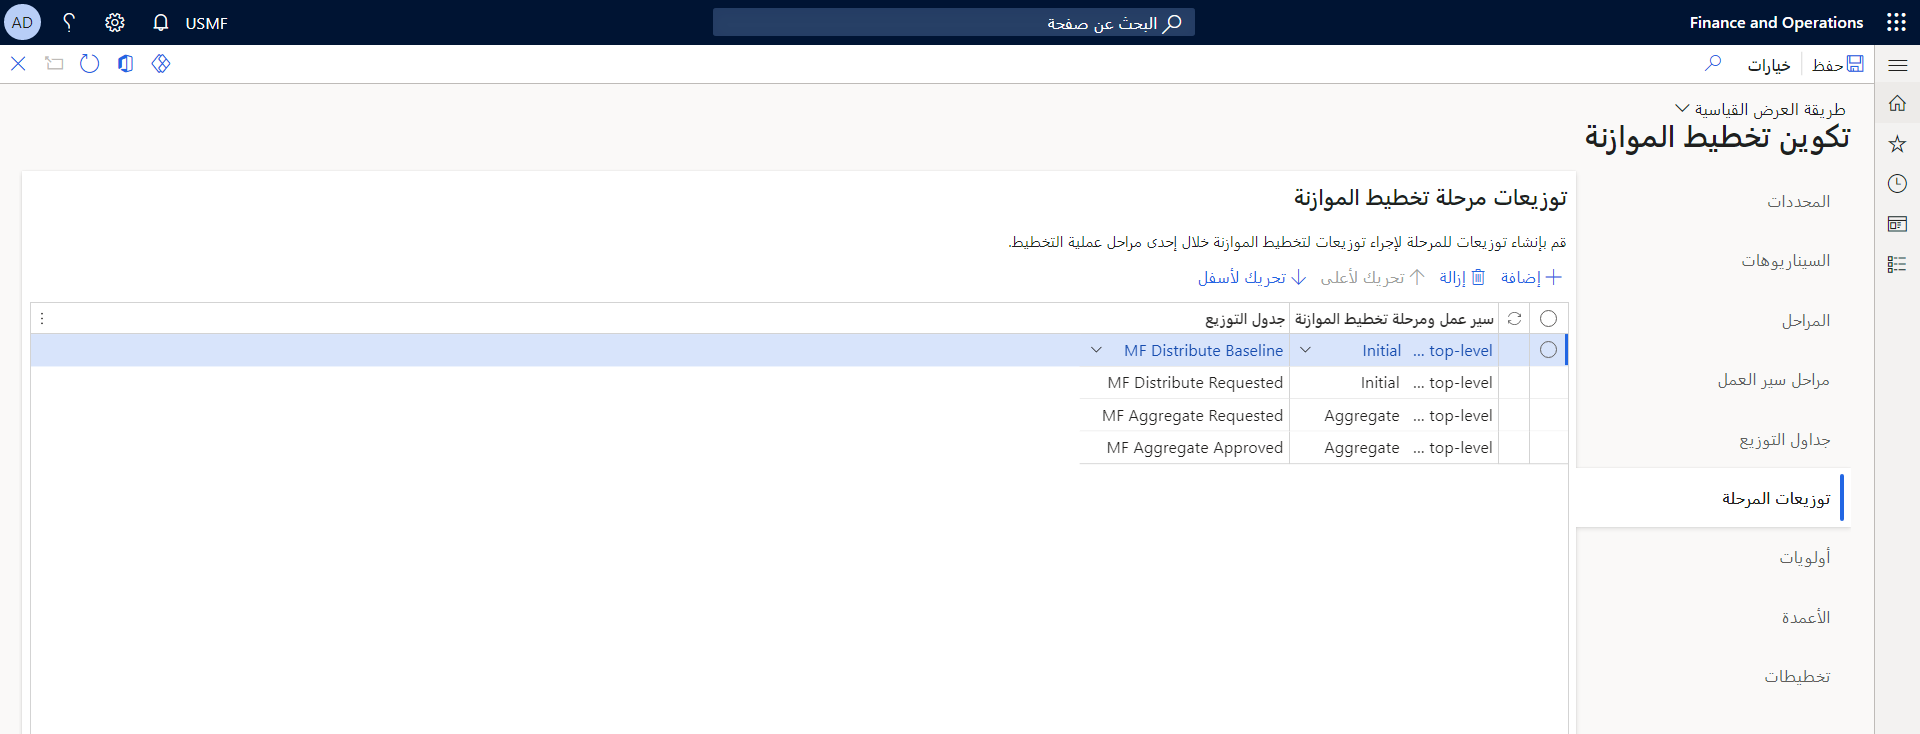 Finance and Operations
البحث عن صفحة
USMF
AD
حفظ
خيارات
طريقة العرض القياسية
تكوين تخطيط الموازنة
المحددات
السيناريوهات
المراحل
مراحل سير العمل
جداول التوزيع
توزيعات المرحلة
أولويات
الأعمدة
تخطيطات
توزيعات مرحلة تخطيط الموازنة
قم بإنشاء توزيعات للمرحلة لإجراء توزيعات لتخطيط الموازنة خلال إحدى مراحل عملية التخطيط.
إضافة إزالة تحريك لأعلى تحريك لأسفل
سير عمل ومرحلة تخطيط الموازنة جدول التوزيع
top-level ... Initial MF Distribute Baseline
top-level ... Initial MF Distribute Requested
top-level ... Aggregate MF Aggregate Requested
top-level ... Aggregate MF Aggregate Approved